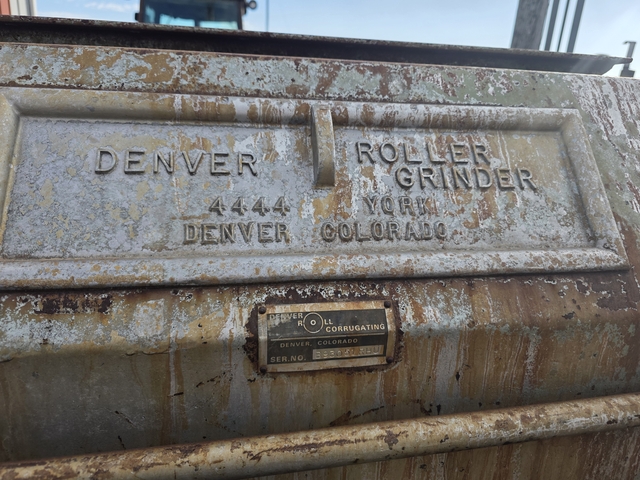 DENVER ROLLER
GRINDER
4444 YORK
DENVER COLORADO
DENVER
ROLL
CORRUGATING
DENVER, COLORADO
SER. NO.